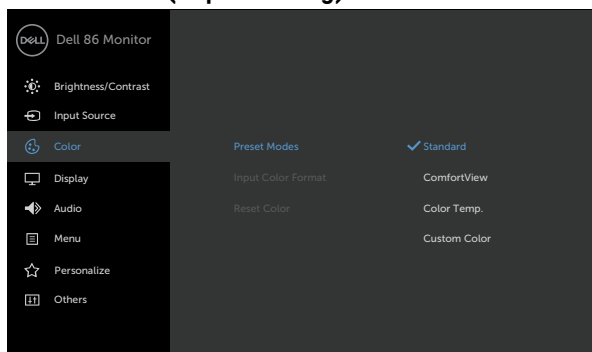 DELL Dell 86 Monitor
Brightness/Contrast
Input Source
Color Preset Modes Standard
Display Input Color Format ComfortView
Audio Reset Color Color Temp.
Menu Custom Color
Personalize
Others